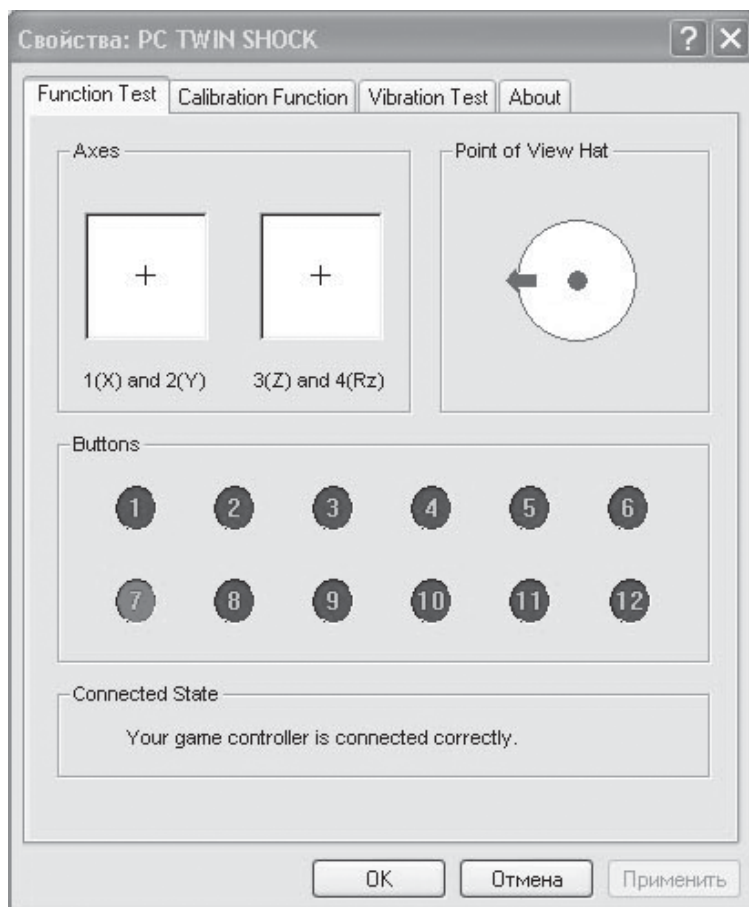 Свойства: PC TWIN SHOCK
Function Test Calibration Function Vibration Test About
Axes
Point of View Hat
1(X) and 2(Y) 3(Z) and 4(Rz)
Buttons
1 2 3 4 5 6
7 8 9 10 11 12
Connected State
Your game controller is connected correctly.
OK Отмена Применить